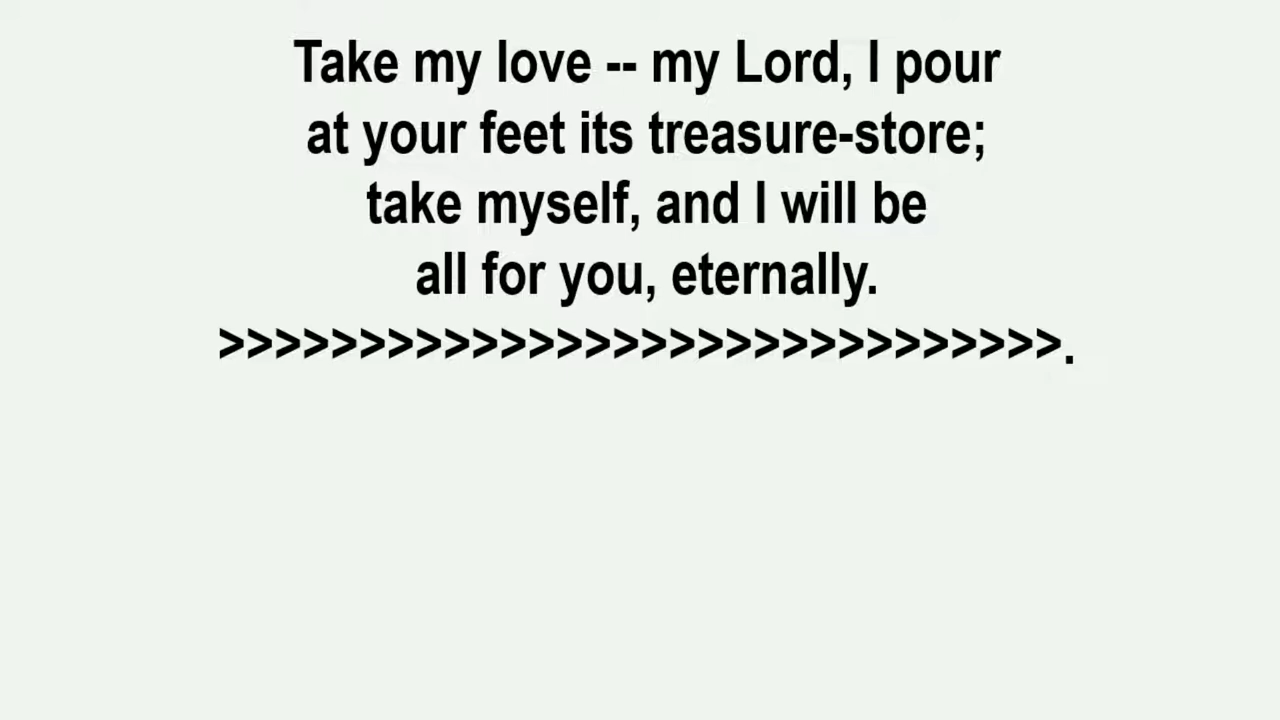 Take my love -- my Lord, I pour
at your feet its treasure-store;
take myself, and I will be
all for you, eternally.
>>>>>>>>>>>>>>>>>>>>>>>>>>>>>>.